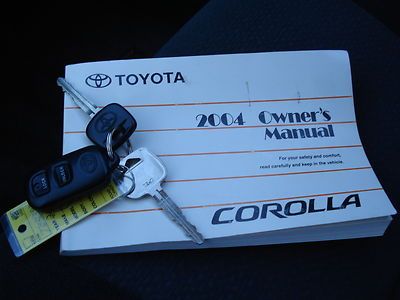 TOYOTA
2004 Owner's
Manual
For your safety and comfort,
read carefully and keep in the vehicle.
COROLLA